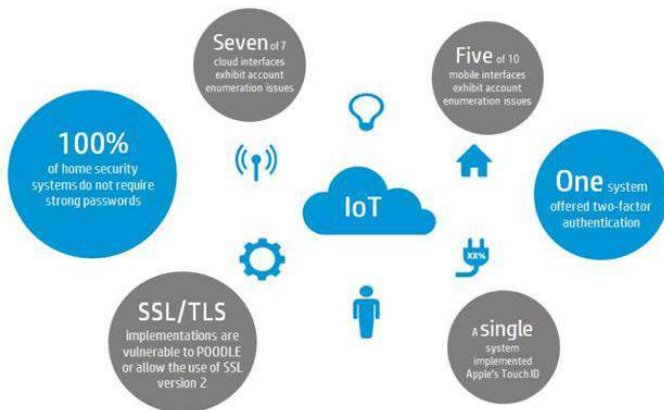 Seven of 7
cloud interfaces
exhibit account
enumeration issues
Five of 10
mobile interfaces
exhibit account
enumeration issues
100%
of home security
systems do not require
strong passwords
IoT
One system
offered two-factor
authentication
XX%
SSL/TLS
implementations are
vulnerable to POODLE
or allow the use of SSL
version 2
A single
system
implemented
Apple's Touch ID